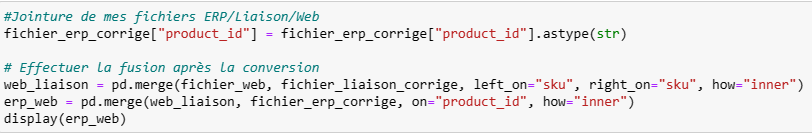 #Jointure de mes fichiers ERP/Liaison/Web
fichier_erp_corrige["product_id"] = fichier_erp_corrige["product_id"].astype(str)
# Effectuer la fusion après la conversion
web_liaison = pd.merge(fichier_web, fichier_liaison_corrige, left_on="sku", right_on="sku", how="inner")
erp_web = pd.merge(web_liaison, fichier_erp_corrige, on="product_id", how="inner")
display(erp_web)